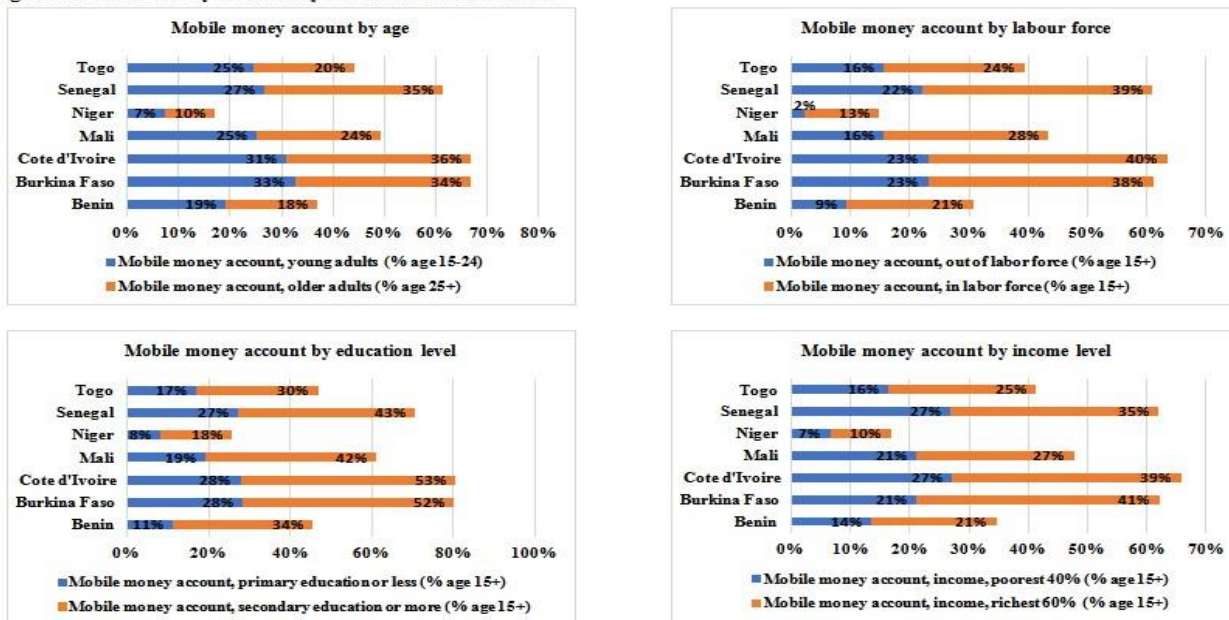 Mobile money account by age
Togo 25% 20%
Senegal 27% 35%
Niger 7% 10%
Mali 25% 24%
Cote d'Ivoire 31% 36%
Burkina Faso 33% 34%
Benin 19% 18%
0% 10% 20% 30% 40% 50% 60% 70% 80%
Mobile money account, young adults (% age 15-24)
Mobile money account, older adults (% age 25+)
Mobile money account by labour force
Togo 16% 24%
Senegal 22% 39%
Niger 2% 13%
Mali 16% 28%
Cote d'Ivoire 23% 40%
Burkina Faso 23% 38%
Benin 9% 21%
0% 10% 20% 30% 40% 50% 60% 70%
Mobile money account, out of labor force (% age 15+)
Mobile money account, in labor force (% age 15+)
Mobile money account by education level
Togo 17% 30%
Senegal 27% 43%
Niger 8% 18%
Mali 19% 42%
Cote d'Ivoire 28% 53%
Burkina Faso 28% 52%
Benin 11% 34%
0% 20% 40% 60% 80% 100%
Mobile money account, primary education or less (% age 15+)
Mobile money account, secondary education or more (% age 15+)
Mobile money account by income level
Togo 16% 25%
Senegal 27% 35%
Niger 7% 10%
Mali 21% 27%
Cote d'Ivoire 27% 39%
Burkina Faso 21% 41%
Benin 14% 21%
0% 10% 20% 30% 40% 50% 60% 70%
Mobile money account, income, poorest 40% (% age 15+)
Mobile money account, income, richest 60% (% age 15+)